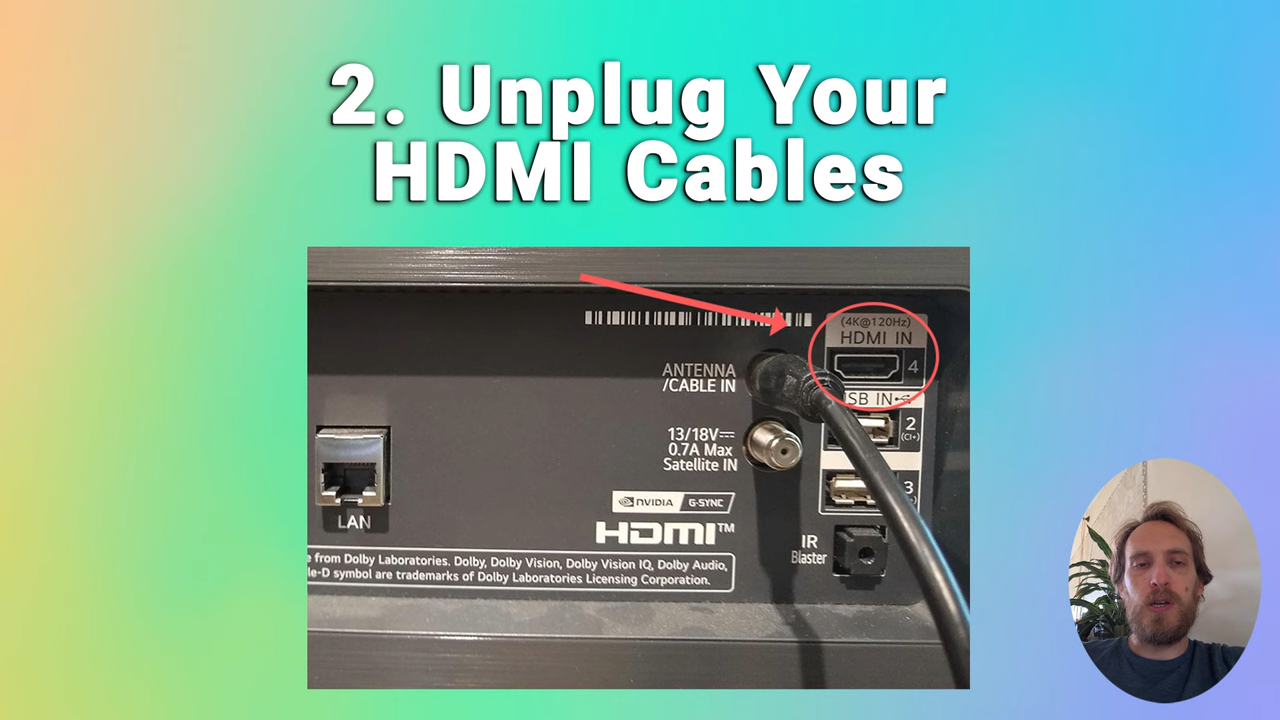 2. Unplug Your
HDMI Cables
(4K@120Hz)
HDMI IN
4
ANTENNA
/CABLE IN
SB IN
2
(CI+)
13/18V⎓
0.7A Max
Satellite IN
3
NVIDIA G-SYNC
HDMI™
LAN
IR
Blaster
e from Dolby Laboratories. Dolby, Dolby Vision, Dolby Vision IQ, Dolby Audio,
le-D symbol are trademarks of Dolby Laboratories Licensing Corporation.